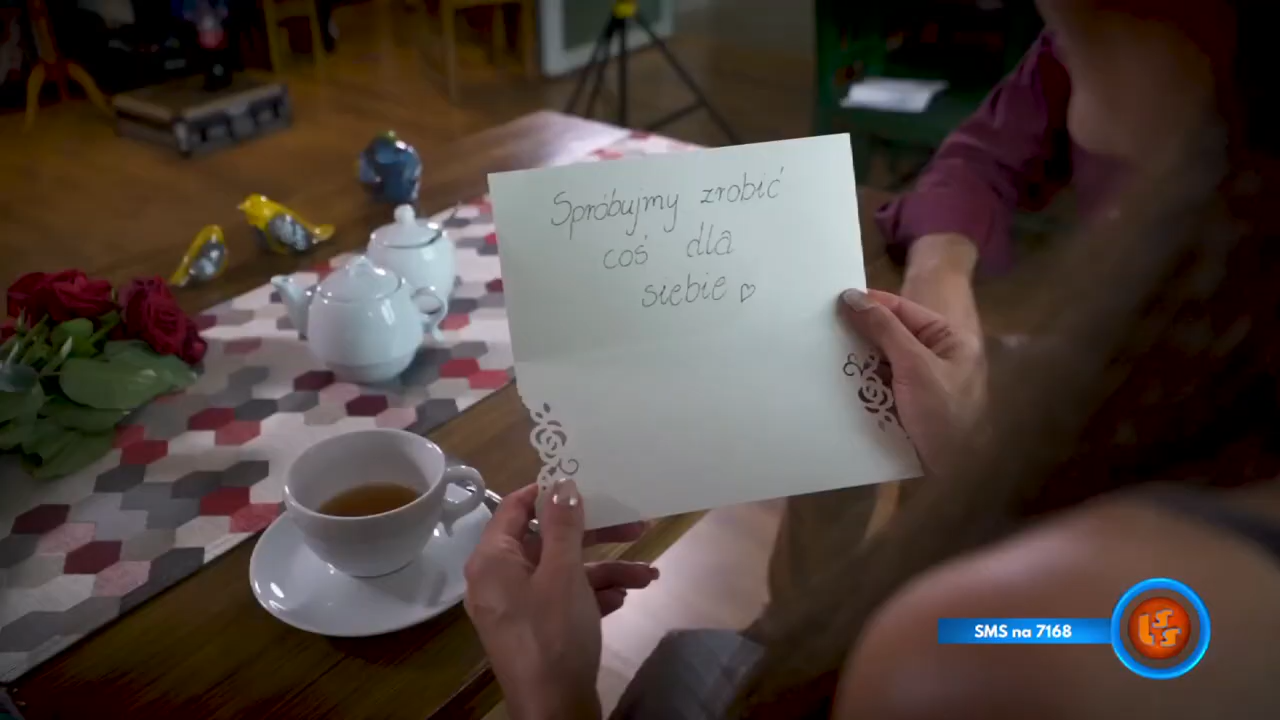 Spróbujmy zrobić
coś dla
siebie ♡
SMS na 7168